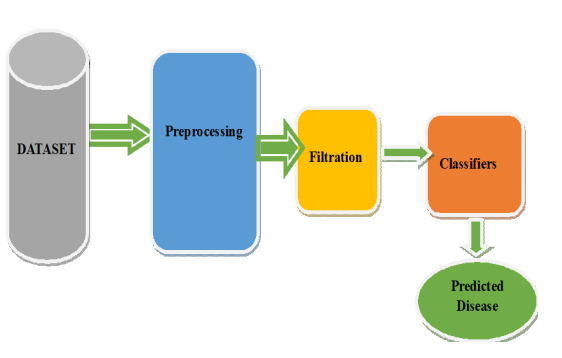 DATASET
Preprocessing
Filtration
Classifiers
Predicted
Disease